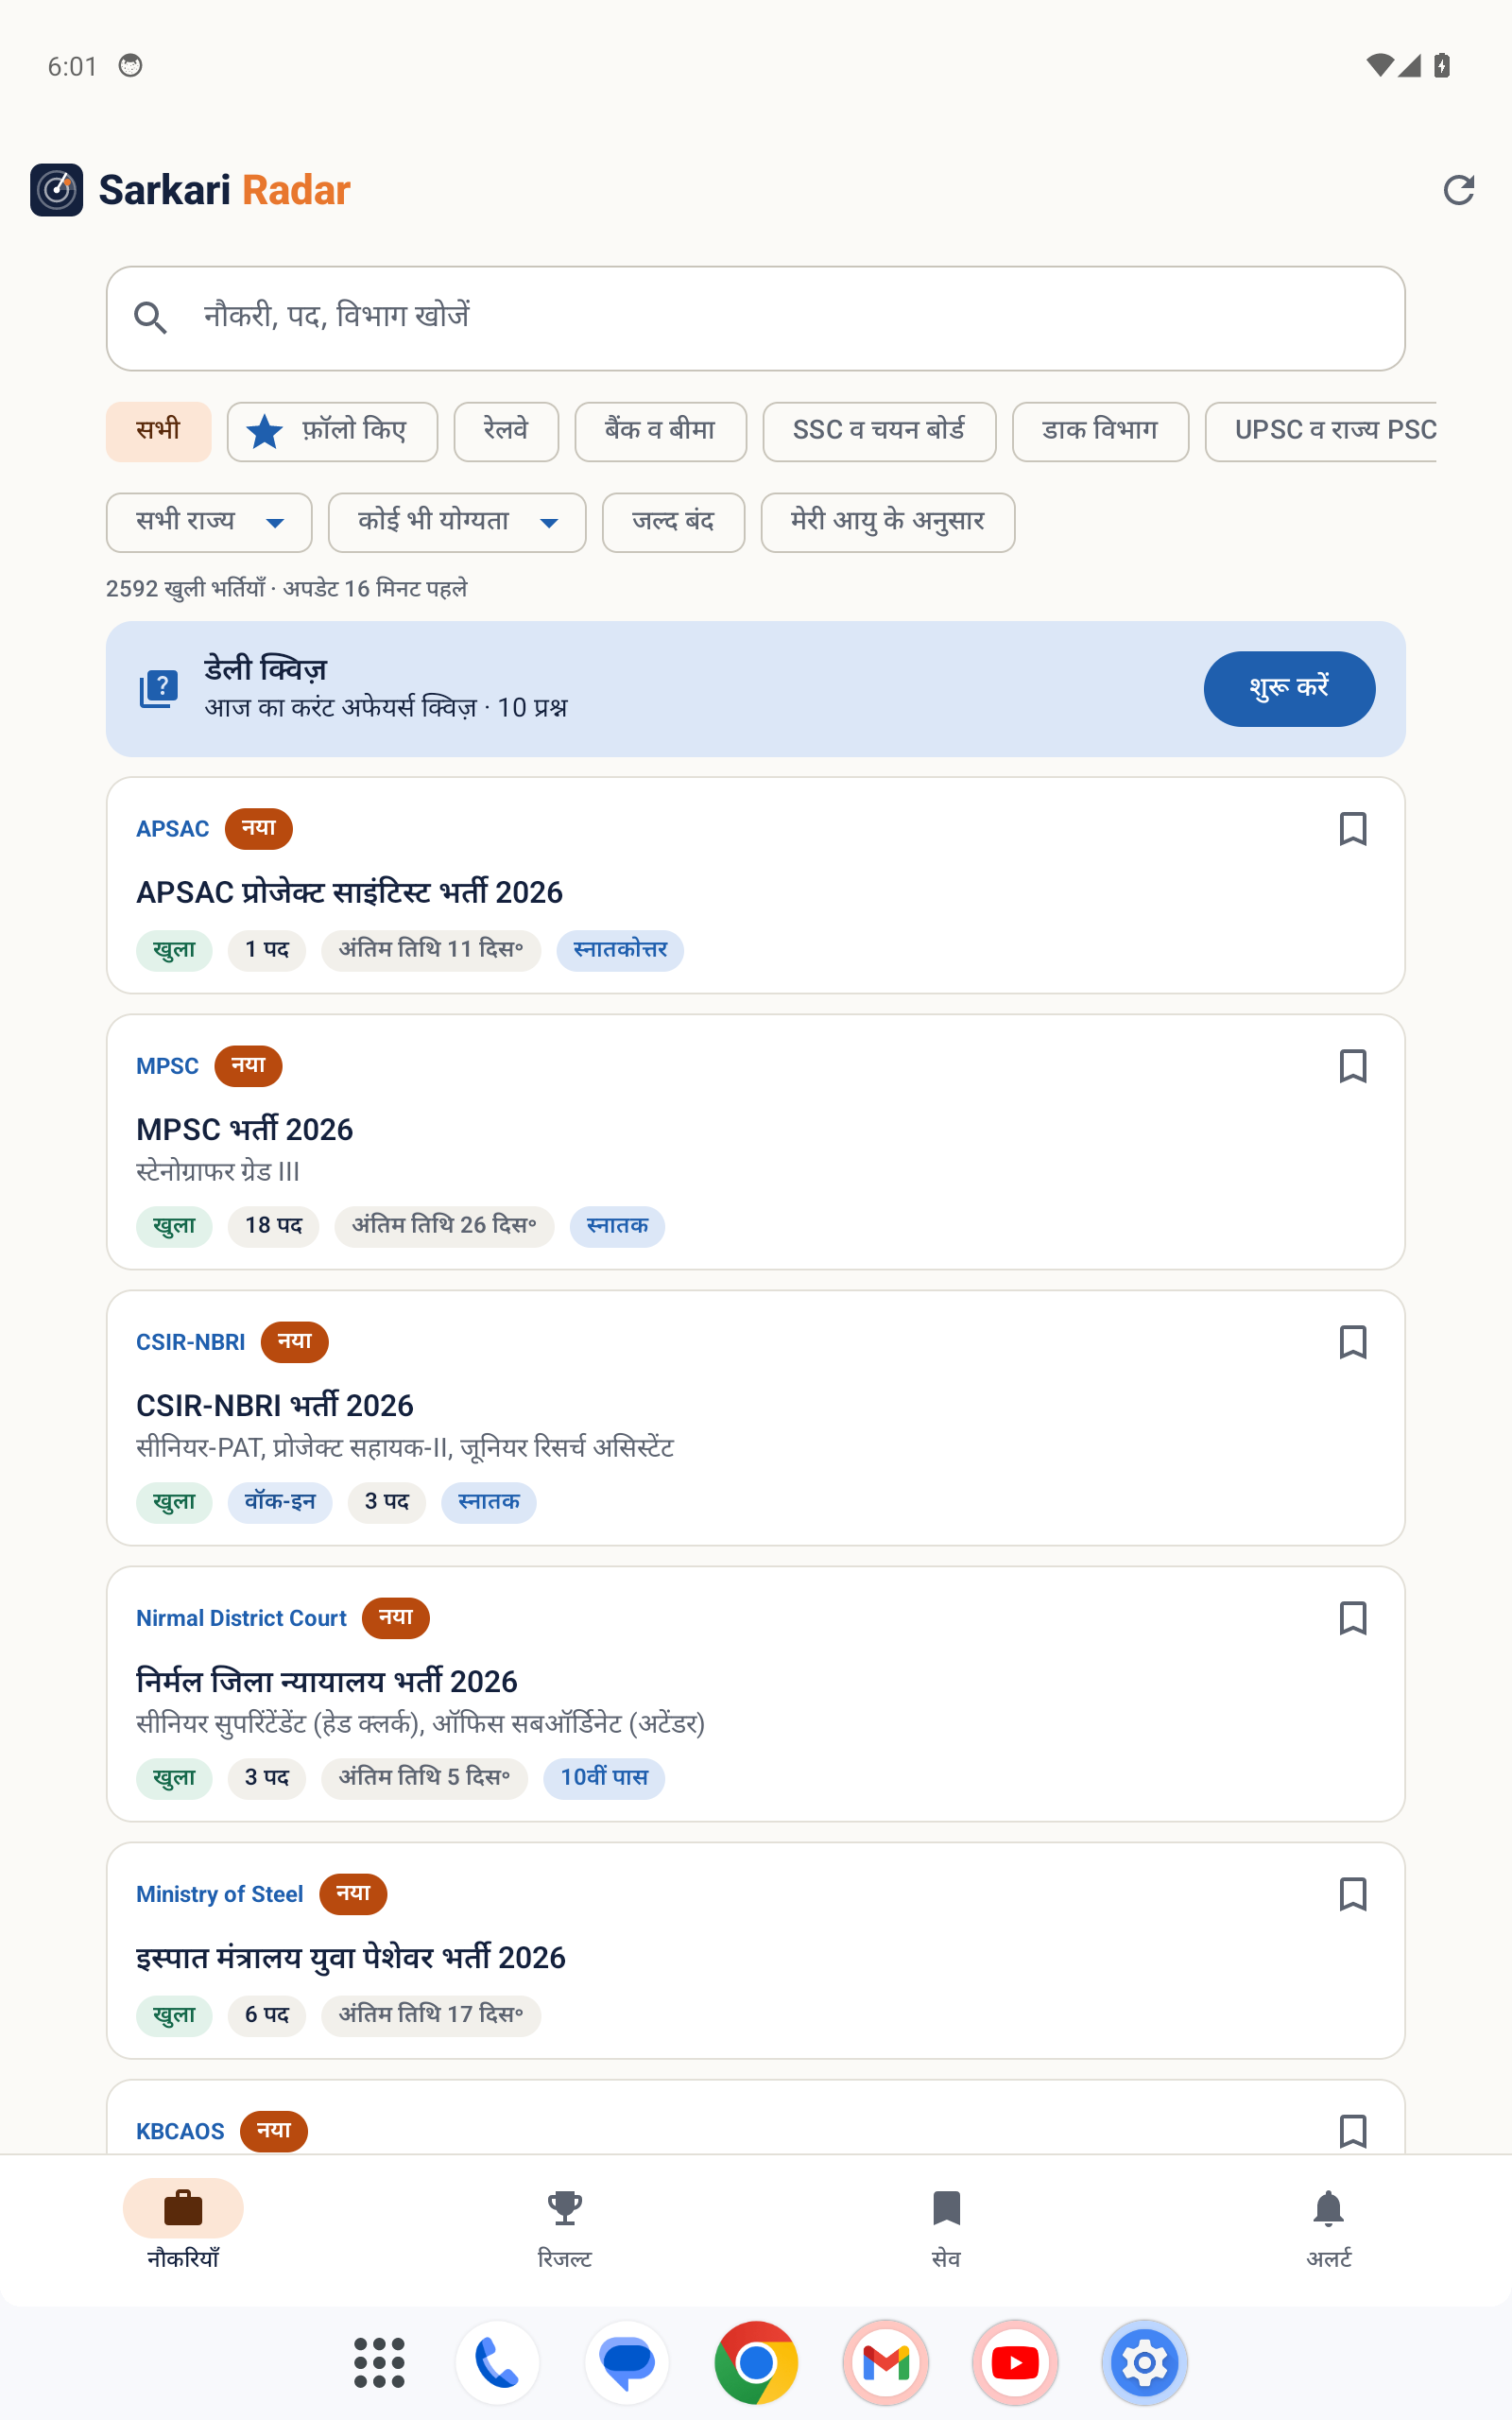 6:01
Sarkari Radar
नौकरी, पद, विभाग खोजें
सभी
फ़ॉलो किए
रेलवे
बैंक व बीमा
SSC व चयन बोर्ड
डाक विभाग
UPSC व राज्य PSC
सभी राज्य
कोई भी योग्यता
जल्द बंद
मेरी आयु के अनुसार
2592 खुली भर्तियाँ · अपडेट 16 मिनट पहले
डेली क्विज़
आज का करंट अफेयर्स क्विज़ · 10 प्रश्न
शुरू करें
APSAC नया
APSAC प्रोजेक्ट साइंटिस्ट भर्ती 2026
खुला 1 पद अंतिम तिथि 11 दिस॰ स्नातकोत्तर
MPSC नया
MPSC भर्ती 2026
स्टेनोग्राफर ग्रेड III
खुला 18 पद अंतिम तिथि 26 दिस॰ स्नातक
CSIR-NBRI नया
CSIR-NBRI भर्ती 2026
सीनियर-PAT, प्रोजेक्ट सहायक-II, जूनियर रिसर्च असिस्टेंट
खुला वॉक-इन 3 पद स्नातक
Nirmal District Court नया
निर्मल जिला न्यायालय भर्ती 2026
सीनियर सुपरिंटेंडेंट (हेड क्लर्क), ऑफिस सबऑर्डिनेट (अटेंडर)
खुला 3 पद अंतिम तिथि 5 दिस॰ 10वीं पास
Ministry of Steel नया
इस्पात मंत्रालय युवा पेशेवर भर्ती 2026
खुला 6 पद अंतिम तिथि 17 दिस॰
KBCAOS नया
नौकरियाँ
रिजल्ट
सेव
अलर्ट